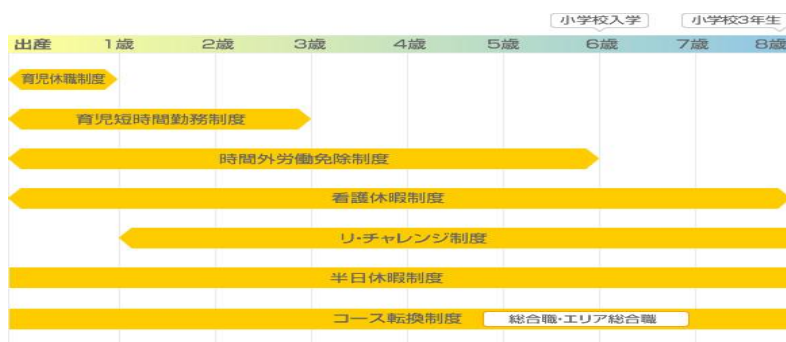 小学校入学 小学校3年生
出産 1歳 2歳 3歳 4歳 5歳 6歳 7歳 8歳
育児休職制度
育児短時間勤務制度
時間外労働免除制度
看護休暇制度
リ・チャレンジ制度
半日休暇制度
コース転換制度 総合職・エリア総合職